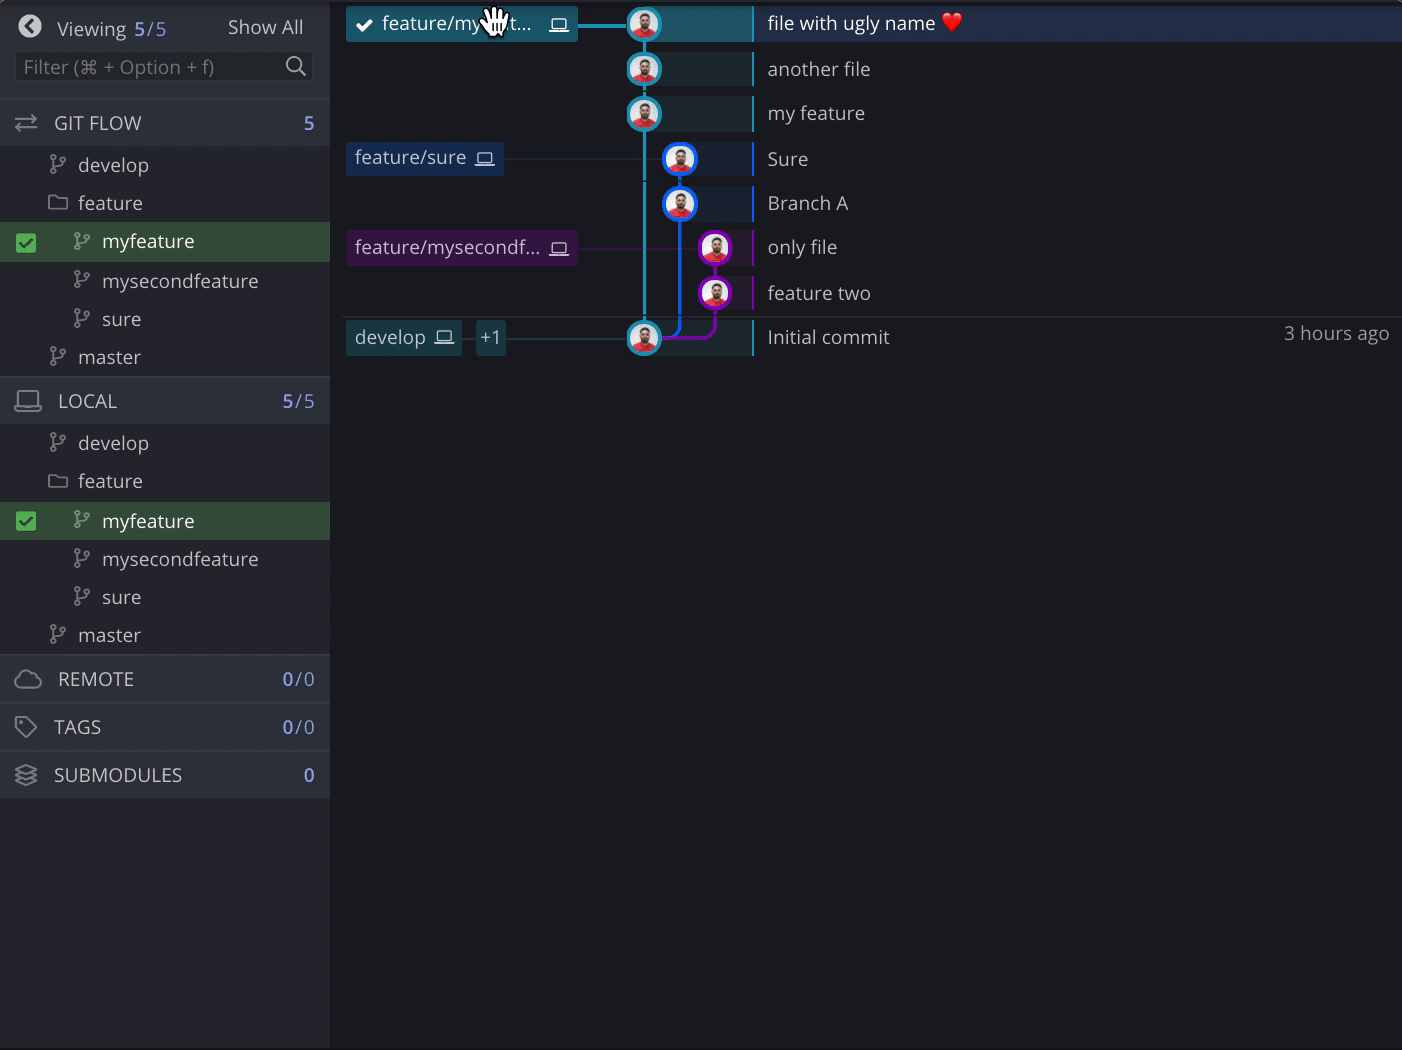 Viewing 5/5 Show All
Filter (⌘ + Option + f)
GIT FLOW 5
develop
feature
myfeature
mysecondfeature
sure
master
LOCAL 5/5
develop
feature
myfeature
mysecondfeature
sure
master
REMOTE 0/0
TAGS 0/0
SUBMODULES 0
file with ugly name ❤️
another file
my feature
feature/sure Sure
Branch A
feature/mysecondf... only file
feature two
develop +1 Initial commit 3 hours ago